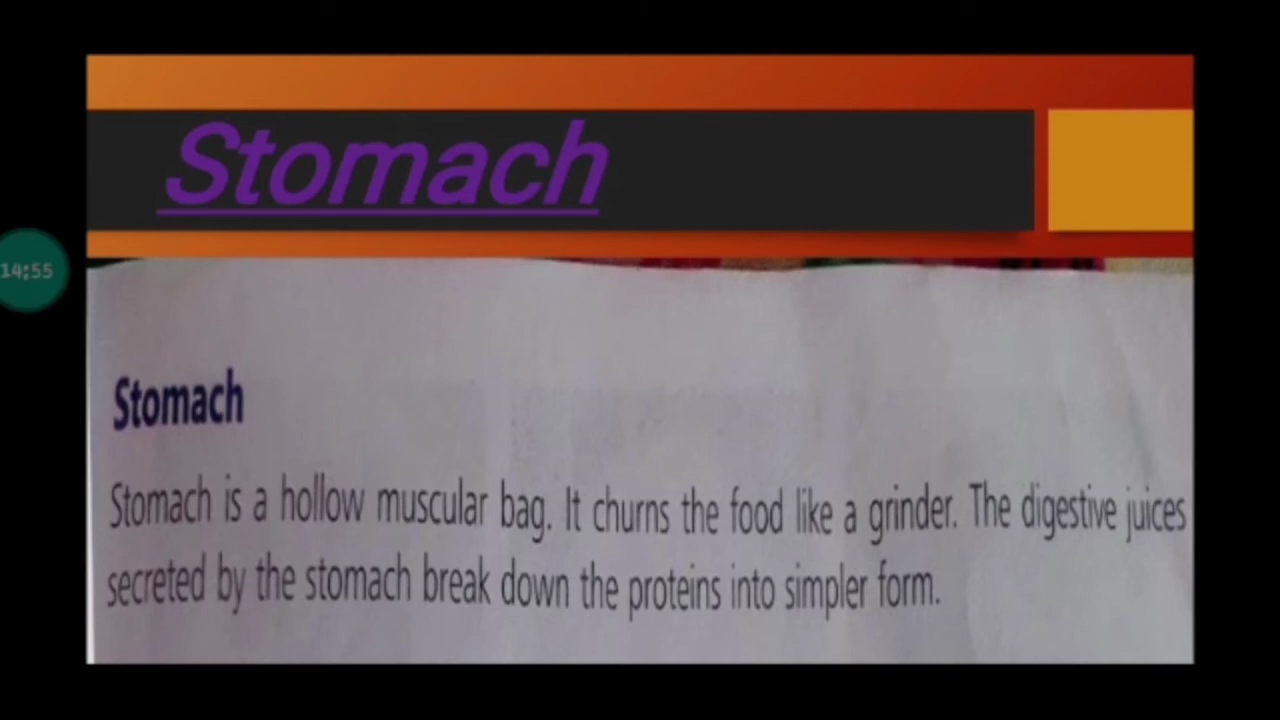 Stomach
14:55
Stomach
Stomach is a hollow muscular bag. It churns the food like a grinder. The digestive juices
secreted by the stomach break down the proteins into simpler form.